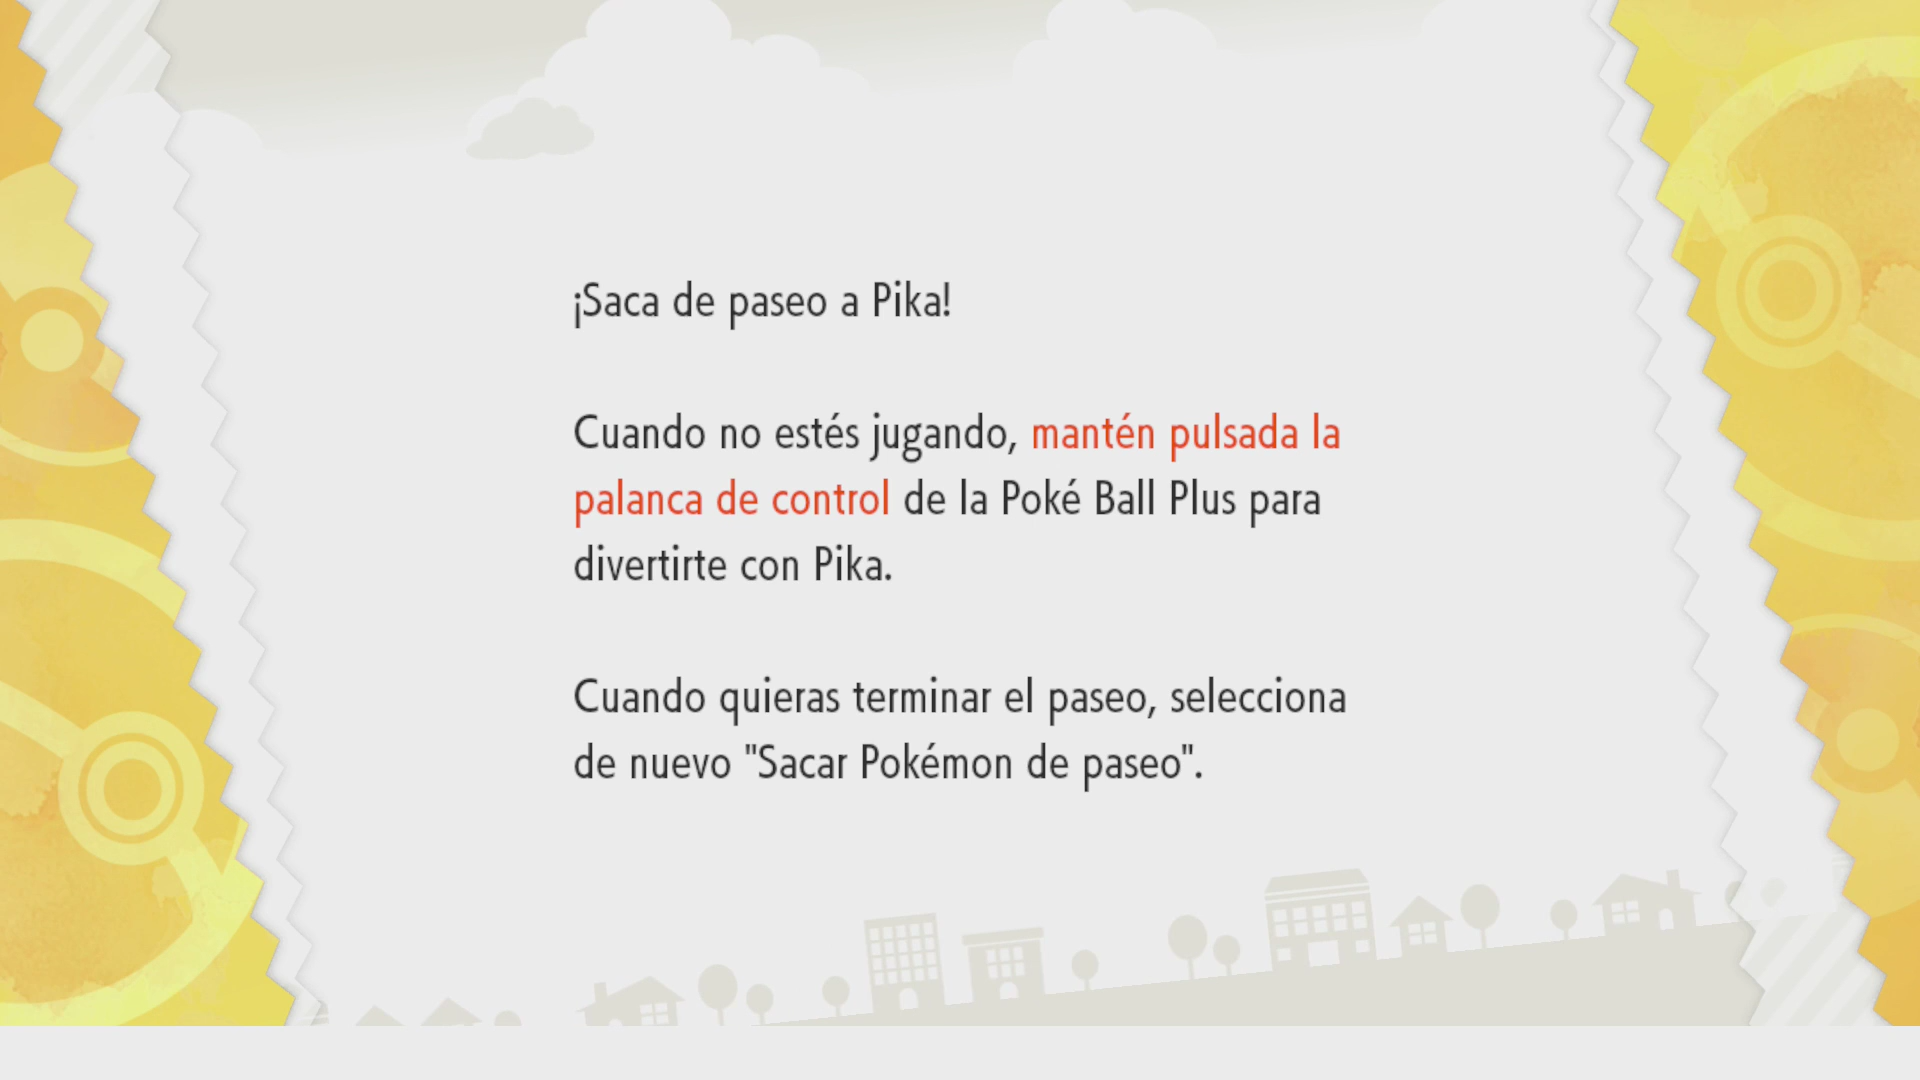 ¡Saca de paseo a Pika!
Cuando no estés jugando, mantén pulsada la
palanca de control de la Poké Ball Plus para
divertirte con Pika.
Cuando quieras terminar el paseo, selecciona
de nuevo "Sacar Pokémon de paseo".